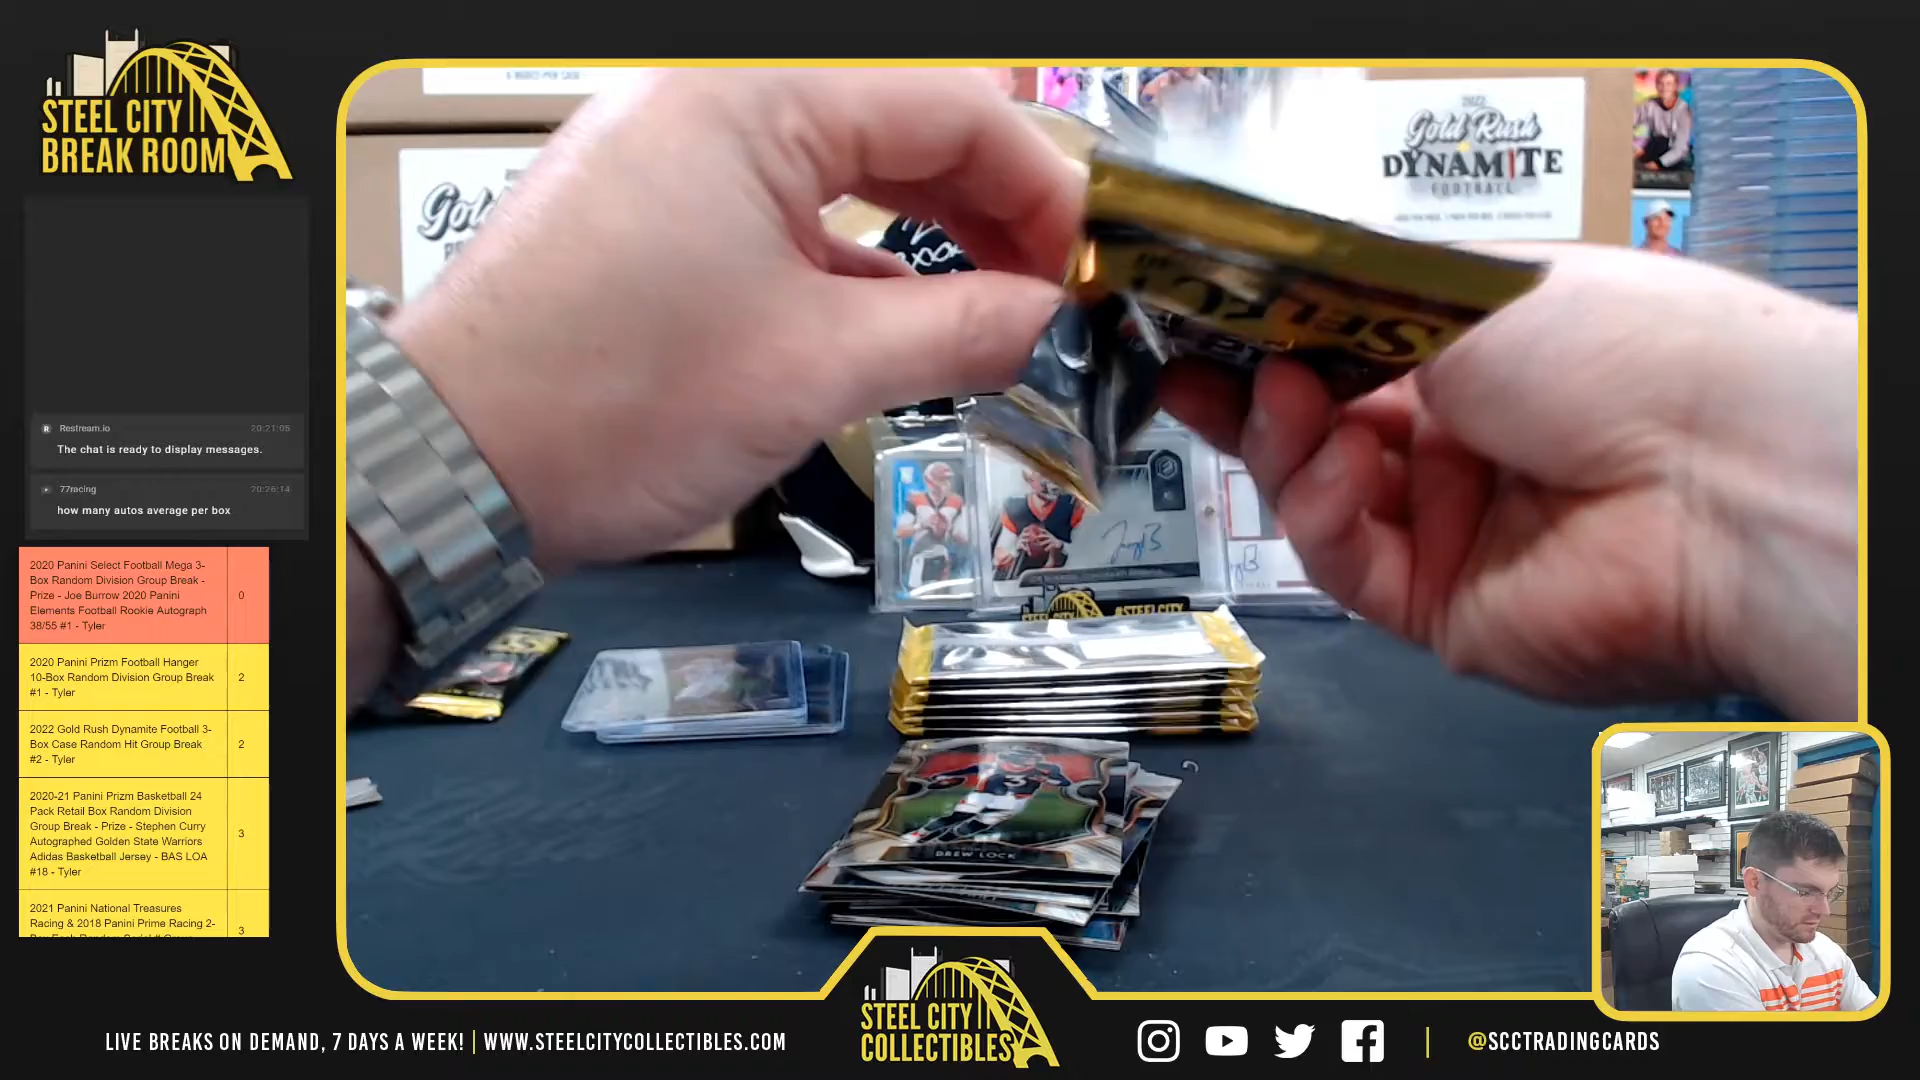 STEEL CITY
BREAK ROOM
Restream.io 20:21:05
The chat is ready to display messages.
77racing 20:26:14
how many autos average per box
2020 Panini Select Football Mega 3-
Box Random Division Group Break -
Prize - Joe Burrow 2020 Panini
Elements Football Rookie Autograph
38/55 #1 - Tyler
0
2020 Panini Prizm Football Hanger
10-Box Random Division Group Break
#1 - Tyler
2
2022 Gold Rush Dynamite Football 3-
Box Case Random Hit Group Break
#2 - Tyler
2
2020-21 Panini Prizm Basketball 24
Pack Retail Box Random Division
Group Break - Prize - Stephen Curry
Autographed Golden State Warriors
Adidas Basketball Jersey - BAS LOA
#18 - Tyler
3
2021 Panini National Treasures
Racing & 2018 Panini Prime Racing 2-
3
2022
Gold Rush
DYNAMITE
FOOTBALL
SELECT
DREW LOCK
STEEL CITY
COLLECTIBLES
LIVE BREAKS ON DEMAND, 7 DAYS A WEEK! | WWW.STEELCITYCOLLECTIBLES.COM
@SCCTRADINGCARDS